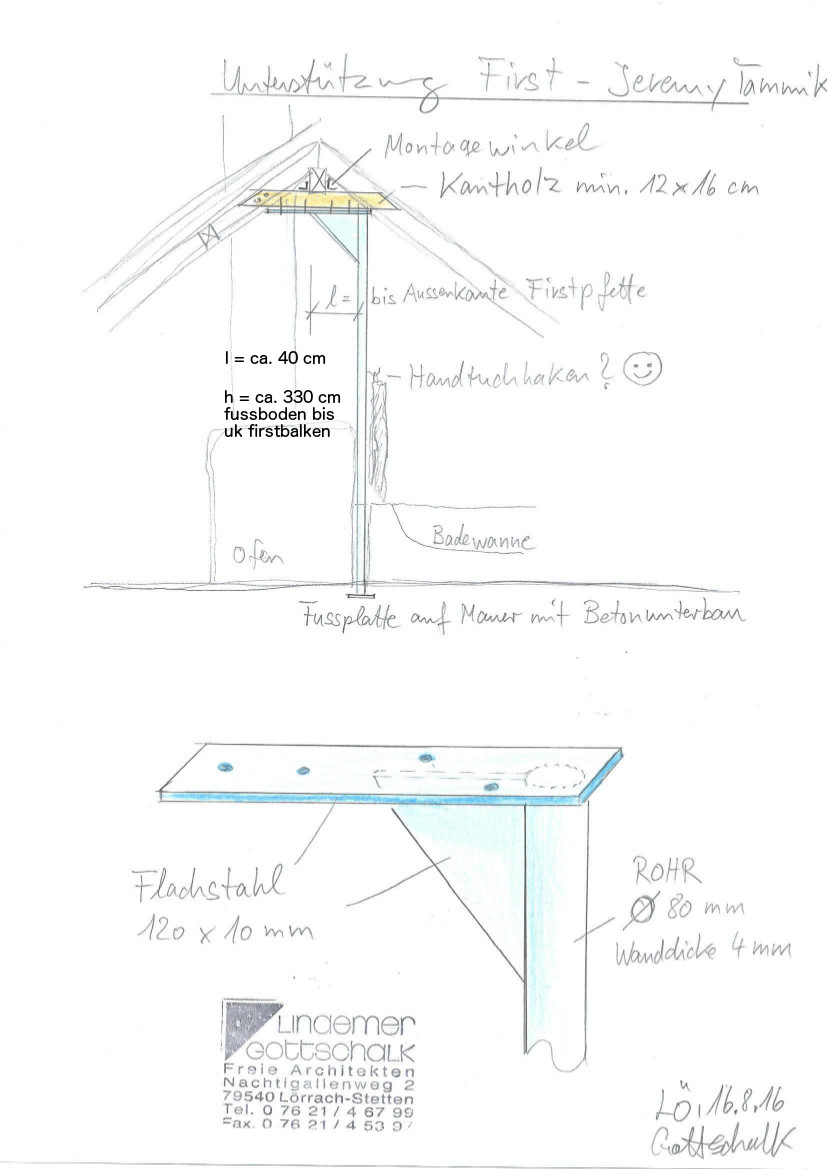 Unterstützung First - Jeremy Tammik
Montagewinkel
Kantholz min. 12 x 16 cm
l = bis Aussenkante Firstpfette
l = ca. 40 cm
Handtuchhaken ? ☺
h = ca. 330 cm
fussboden bis
uk firstbalken
Ofen
Badewanne
Fussplatte auf Mauer mit Betonunterbau
Flachstahl
120 x 10 mm
ROHR
Ø 80 mm
Wanddicke 4 mm
LINDEMER
GOTTSCHALK
Freie Architekten
Nachtigallenweg 2
79540 Lörrach-Stetten
Tel. 0 76 21 / 4 67 99
Fax. 0 76 21 / 4 53 9
LÖ, 16.8.16
Gottschalk